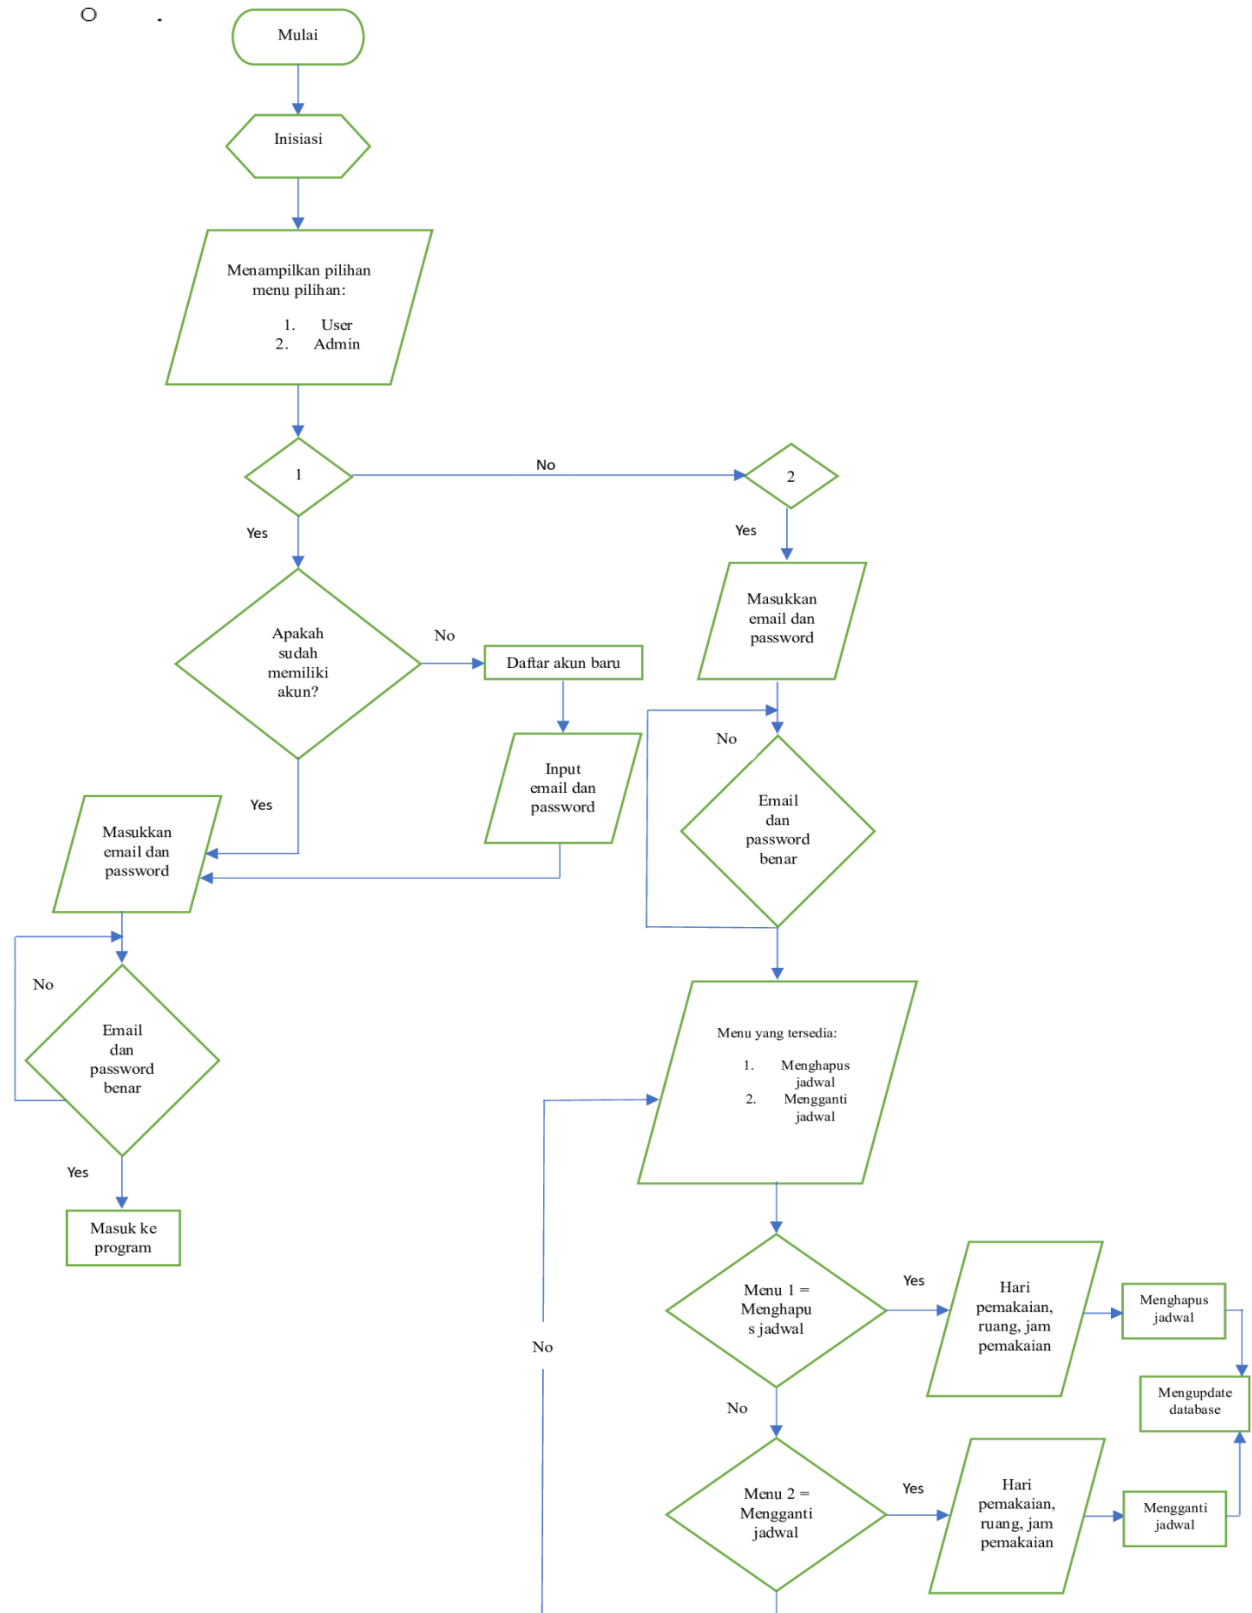 O .
Mulai
Inisiasi
Menampilkan pilihan
menu pilihan:
1. User
2. Admin
1
No
2
Yes
Yes
Masukkan
email dan
password
Apakah
sudah
memiliki
akun?
No
Daftar akun baru
Input
email dan
password
Yes
Masukkan
email dan
password
No
Email
dan
password
benar
No
Email
dan
password
benar
Yes
Masuk ke
program
Menu yang tersedia:
1. Menghapus
jadwal
2. Mengganti
jadwal
Menu 1 =
Menghapu
s jadwal
Yes
Hari
pemakaian,
ruang, jam
pemakaian
Menghapus
jadwal
Mengupdate
database
No
No
Menu 2 =
Mengganti
jadwal
Yes
Hari
pemakaian,
ruang, jam
pemakaian
Mengganti
jadwal